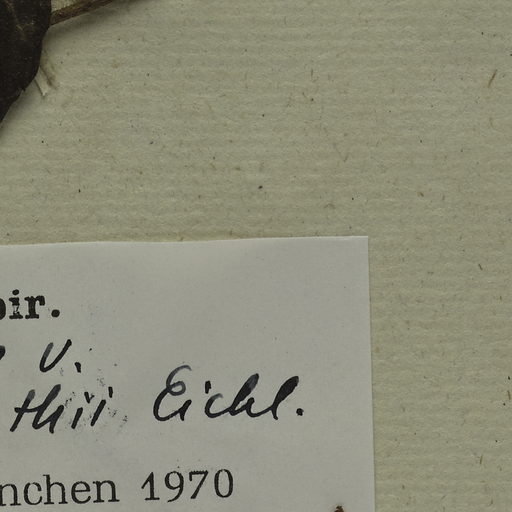 oir.
v.
thii Eichl.
nchen 1970